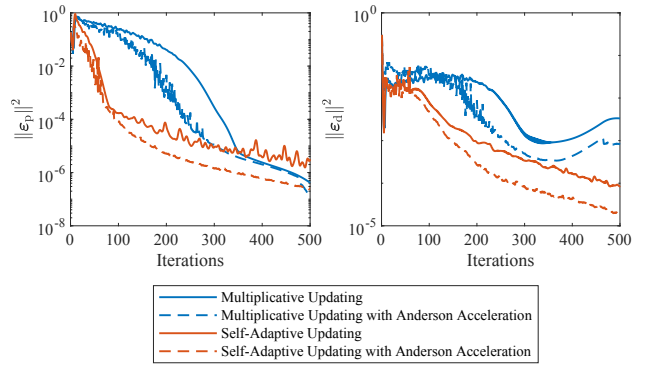 10^0
10^-2
10^-4
10^-6
10^-8
‖ε_p‖^2
0 100 200 300 400 500
Iterations
10^0
10^-5
‖ε_d‖^2
0 100 200 300 400 500
Iterations
Multiplicative Updating
Multiplicative Updating with Anderson Acceleration
Self-Adaptive Updating
Self-Adaptive Updating with Anderson Acceleration